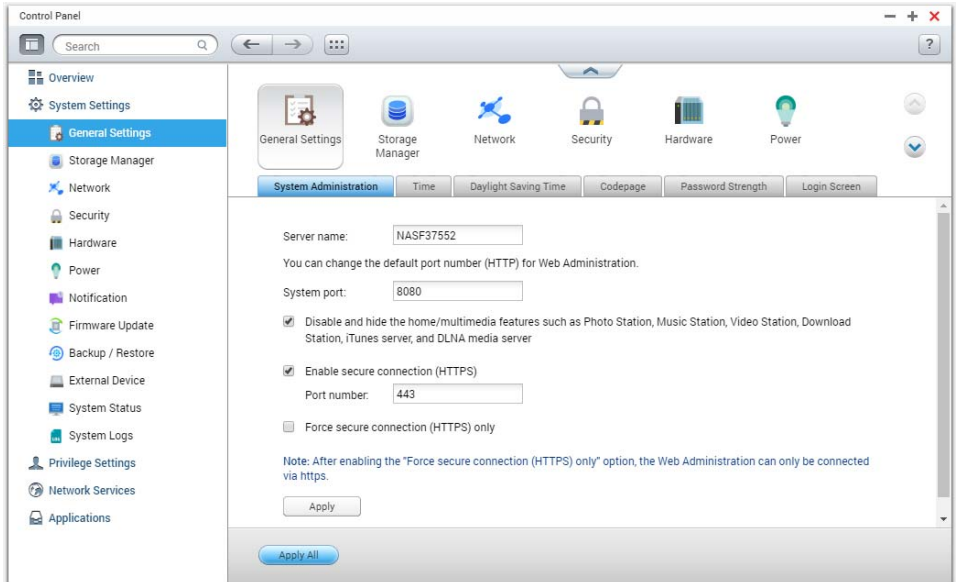 Control Panel
Search
?
Overview
System Settings
General Settings
Storage Manager
Network
Security
Hardware
Power
Notification
Firmware Update
Backup / Restore
External Device
System Status
System Logs
Privilege Settings
Network Services
Applications
General Settings
Storage
Manager
Network
Security
Hardware
Power
System Administration
Time
Daylight Saving Time
Codepage
Password Strength
Login Screen
Server name: NASF37552
You can change the default port number (HTTP) for Web Administration.
System port: 8080
Disable and hide the home/multimedia features such as Photo Station, Music Station, Video Station, Download
Station, iTunes server, and DLNA media server
Enable secure connection (HTTPS)
Port number: 443
Force secure connection (HTTPS) only
Note: After enabling the "Force secure connection (HTTPS) only" option, the Web Administration can only be connected
via https.
Apply
Apply All